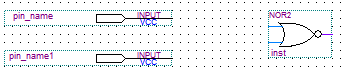 pin_name INPUT
VCC
NOR2
pin_name1 INPUT
VCC
inst